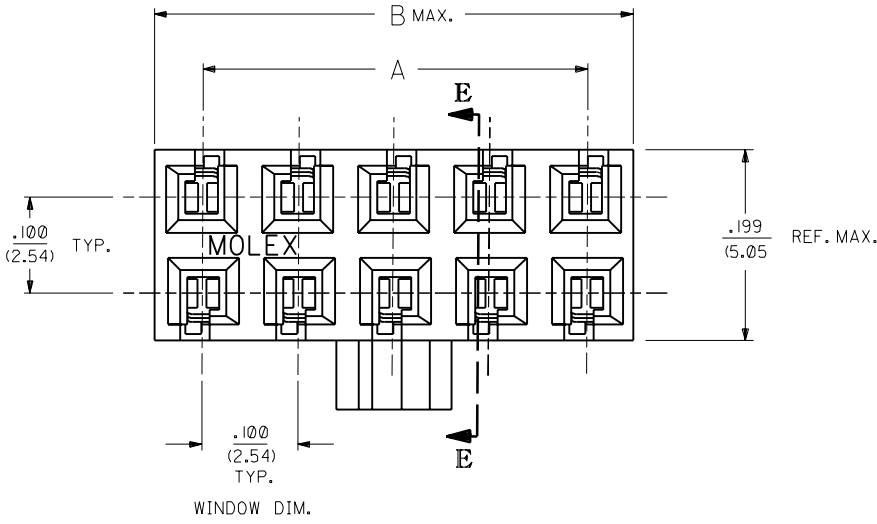 B MAX.
A
E
.100
(2.54)
TYP.
MOLEX
.199
(5.05
REF. MAX.
.100
(2.54)
TYP.
E
WINDOW DIM.